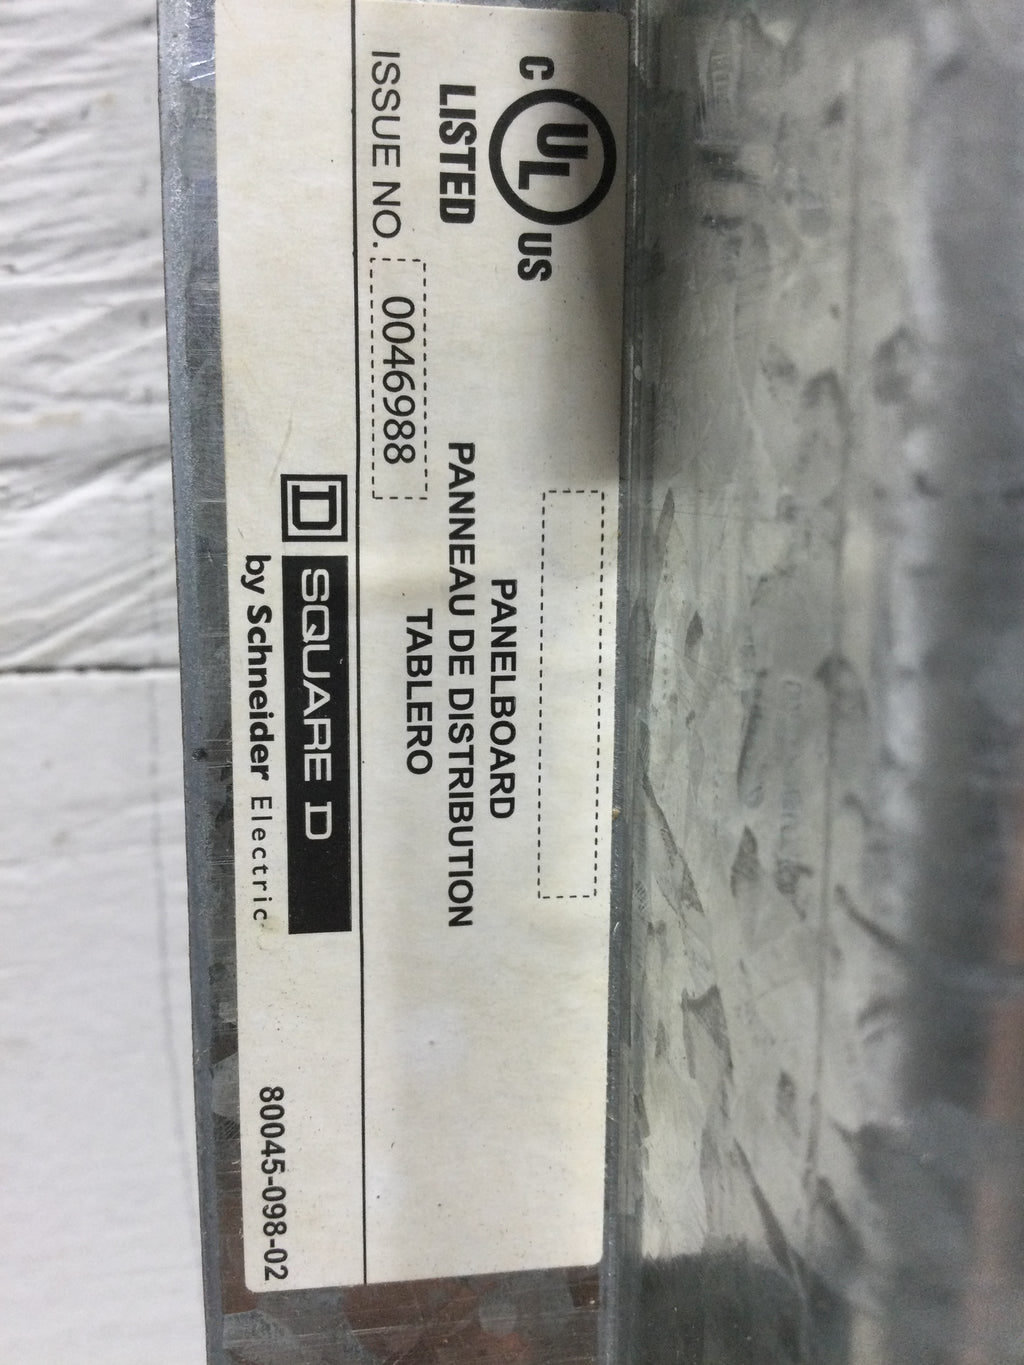 C UL US
LISTED
ISSUE NO. 0046988
PANELBOARD
PANNEAU DE DISTRIBUTION
TABLERO
D SQUARE D
by Schneider Electric
80045-098-02